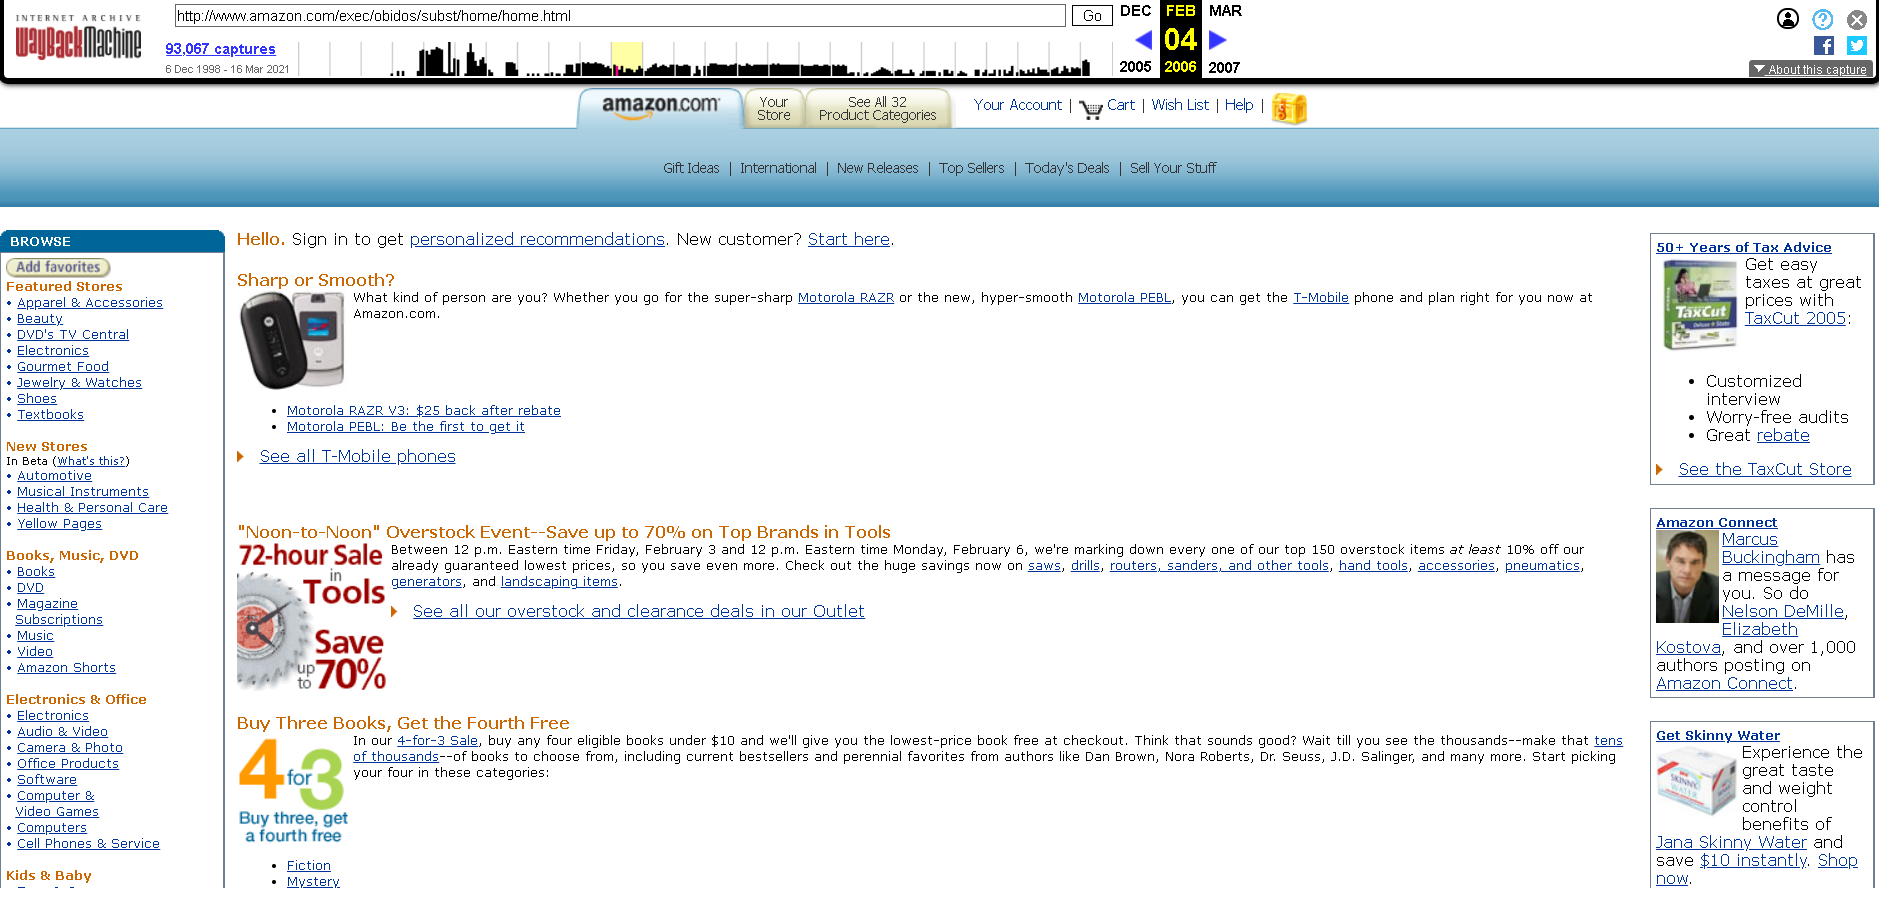 INTERNET ARCHIVE
WayBackMachine
http://www.amazon.com/exec/obidos/subst/home/home.html
Go
93,067 captures
6 Dec 1998 - 16 Mar 2021
DEC FEB MAR
04
2005 2006 2007
About this capture
amazon.com
Your
Store
See All 32
Product Categories
Your Account | Cart | Wish List | Help |
Gift Ideas | International | New Releases | Top Sellers | Today's Deals | Sell Your Stuff
BROWSE
Add favorites
Featured Stores
• Apparel & Accessories
• Beauty
• DVD's TV Central
• Electronics
• Gourmet Food
• Jewelry & Watches
• Shoes
• Textbooks
New Stores
In Beta (What's this?)
• Automotive
• Musical Instruments
• Health & Personal Care
• Yellow Pages
Books, Music, DVD
• Books
• DVD
• Magazine
Subscriptions
• Music
• Video
• Amazon Shorts
Electronics & Office
• Electronics
• Audio & Video
• Camera & Photo
• Office Products
• Software
• Computer &
Video Games
• Computers
• Cell Phones & Service
Kids & Baby
Hello. Sign in to get personalized recommendations. New customer? Start here.
Sharp or Smooth?
What kind of person are you? Whether you go for the super-sharp Motorola RAZR or the new, hyper-smooth Motorola PEBL, you can get the T-Mobile phone and plan right for you now at
Amazon.com.
• Motorola RAZR V3: $25 back after rebate
• Motorola PEBL: Be the first to get it
See all T-Mobile phones
"Noon-to-Noon" Overstock Event--Save up to 70% on Top Brands in Tools
72-hour Sale
in
Tools
Save
up
to 70%
Between 12 p.m. Eastern time Friday, February 3 and 12 p.m. Eastern time Monday, February 6, we're marking down every one of our top 150 overstock items at least 10% off our
already guaranteed lowest prices, so you save even more. Check out the huge savings now on saws, drills, routers, sanders, and other tools, hand tools, accessories, pneumatics,
generators, and landscaping items.
See all our overstock and clearance deals in our Outlet
Buy Three Books, Get the Fourth Free
4 for 3
Buy three, get
a fourth free
In our 4-for-3 Sale, buy any four eligible books under $10 and we'll give you the lowest-price book free at checkout. Think that sounds good? Wait till you see the thousands--make that tens
of thousands--of books to choose from, including current bestsellers and perennial favorites from authors like Dan Brown, Nora Roberts, Dr. Seuss, J.D. Salinger, and many more. Start picking
your four in these categories:
• Fiction
• Mystery
50+ Years of Tax Advice
TaxCut
Get easy
taxes at great
prices with
TaxCut 2005:
• Customized
interview
• Worry-free audits
• Great rebate
See the TaxCut Store
Amazon Connect
Marcus
Buckingham has
a message for
you. So do
Nelson DeMille,
Elizabeth
Kostova, and over 1,000
authors posting on
Amazon Connect.
Get Skinny Water
SKINNY
WATER
Experience the
great taste
and weight
control
benefits of
Jana Skinny Water and
save $10 instantly. Shop
now.